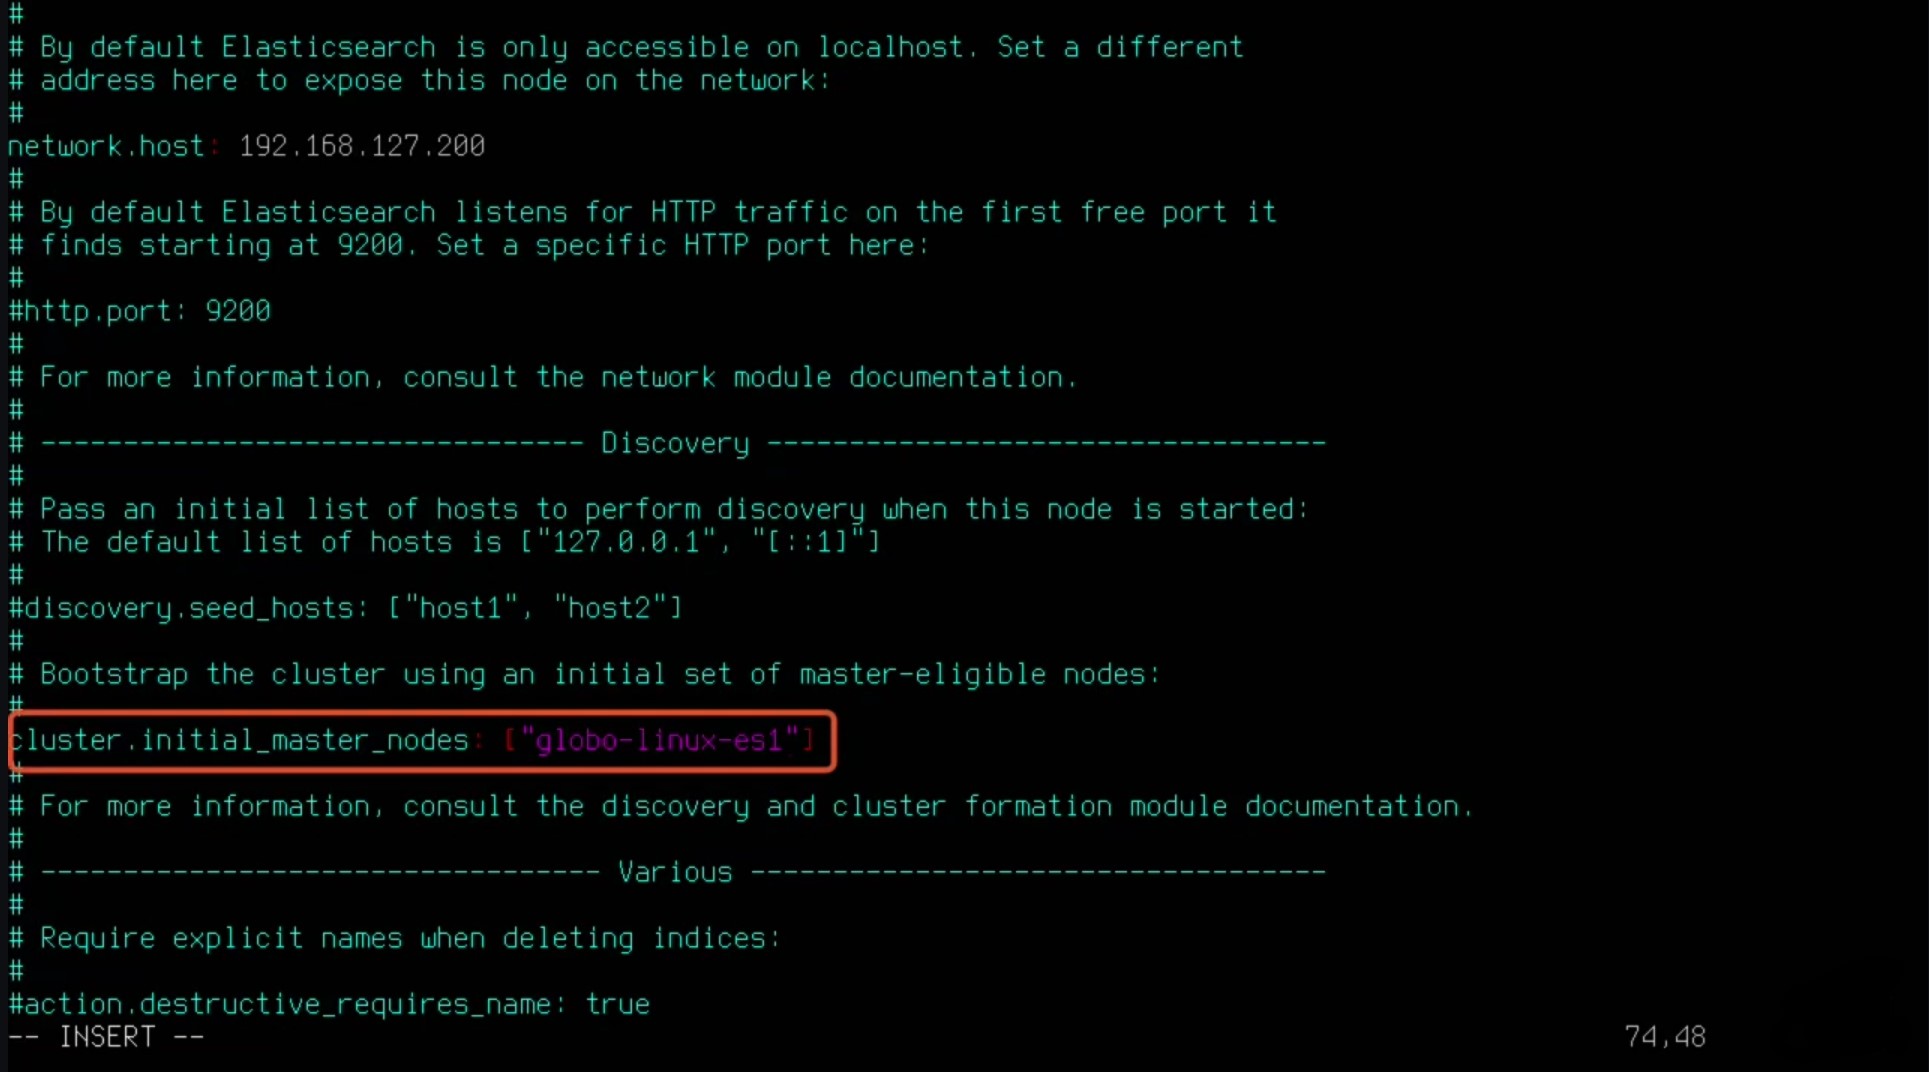 #
# By default Elasticsearch is only accessible on localhost. Set a different
# address here to expose this node on the network:
#
network.host: 192.168.127.200
#
# By default Elasticsearch listens for HTTP traffic on the first free port it
# finds starting at 9200. Set a specific HTTP port here:
#
#http.port: 9200
#
# For more information, consult the network module documentation.
#
# --------------------------------- Discovery ----------------------------------
#
# Pass an initial list of hosts to perform discovery when this node is started:
# The default list of hosts is ["127.0.0.1", "[::1]"]
#
#discovery.seed_hosts: ["host1", "host2"]
#
# Bootstrap the cluster using an initial set of master-eligible nodes:
#
cluster.initial_master_nodes: ["globo-linux-es1"]
#
# For more information, consult the discovery and cluster formation module documentation.
#
# ---------------------------------- Various -----------------------------------
#
# Require explicit names when deleting indices:
#
#action.destructive_requires_name: true
-- INSERT -- 74,48